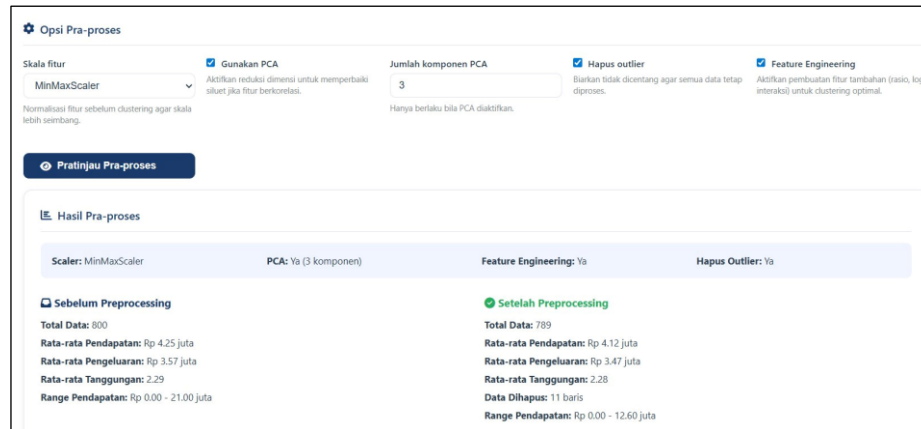 Opsi Pra-proses
Skala fitur
MinMaxScaler
Normalisasi fitur sebelum clustering agar skala
lebih seimbang.
Gunakan PCA
Aktifkan reduksi dimensi untuk memperbaiki
siluet jika fitur berkorelasi.
Jumlah komponen PCA
3
Hanya berlaku bila PCA diaktifkan.
Hapus outlier
Biarkan tidak dicentang agar semua data tetap
diproses.
Feature Engineering
Aktifkan pembuatan fitur tambahan (rasio,
interaksi) untuk clustering optimal.
Pratinjau Pra-proses
Hasil Pra-proses
Scaler: MinMaxScaler
PCA: Ya (3 komponen)
Feature Engineering: Ya
Hapus Outlier: Ya
Sebelum Preprocessing
Total Data: 800
Rata-rata Pendapatan: Rp 4.25 juta
Rata-rata Pengeluaran: Rp 3.57 juta
Rata-rata Tanggungan: 2.29
Range Pendapatan: Rp 0.00 - 21.00 juta
Setelah Preprocessing
Total Data: 789
Rata-rata Pendapatan: Rp 4.12 juta
Rata-rata Pengeluaran: Rp 3.47 juta
Rata-rata Tanggungan: 2.28
Data Dihapus: 11 baris
Range Pendapatan: Rp 0.00 - 12.60 juta